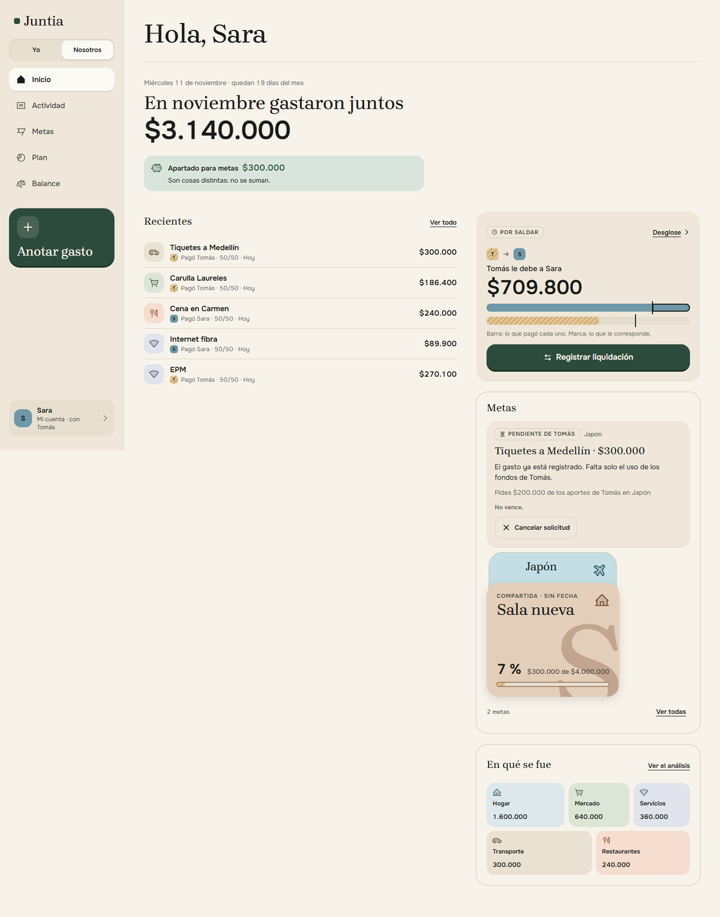 Juntia
Yo
Nosotros
Inicio
Actividad
Metas
Plan
Balance
Anotar gasto
S
Sara
Mi cuenta · con
Tomás
Hola, Sara
Miércoles 11 de noviembre · quedan 19 días del mes
En noviembre gastaron juntos
$3.140.000
Apartado para metas $300.000
Son cosas distintas: no se suman.
Recientes
Ver todo
Tiquetes a Medellín
$300.000
T Pagó Tomás · 50/50 · Hoy
Carulla Laureles
$186.400
T Pagó Tomás · 50/50 · Hoy
Cena en Carmen
$240.000
S Pagó Sara · 50/50 · Hoy
Internet fibra
$89.900
S Pagó Sara · 50/50 · Hoy
EPM
$270.100
T Pagó Tomás · 50/50 · Hoy
POR SALDAR
Desglose
T → S
Tomás le debe a Sara
$709.800
Barra: lo que pagó cada uno. Marca: lo que le corresponde.
Registrar liquidación
Metas
PENDIENTE DE TOMÁS
Japón
Tiquetes a Medellín · $300.000
El gasto ya está registrado. Falta solo el uso de los
fondos de Tomás.
Pides $200.000 de los aportes de Tomás en Japón
No vence.
Cancelar solicitud
Japón
COMPARTIDA · SIN FECHA
Sala nueva
S
7 % $300.000 de $4.000.000
2 metas
Ver todas
En qué se fue
Ver el análisis
Hogar
1.600.000
Mercado
640.000
Servicios
360.000
Transporte
300.000
Restaurantes
240.000